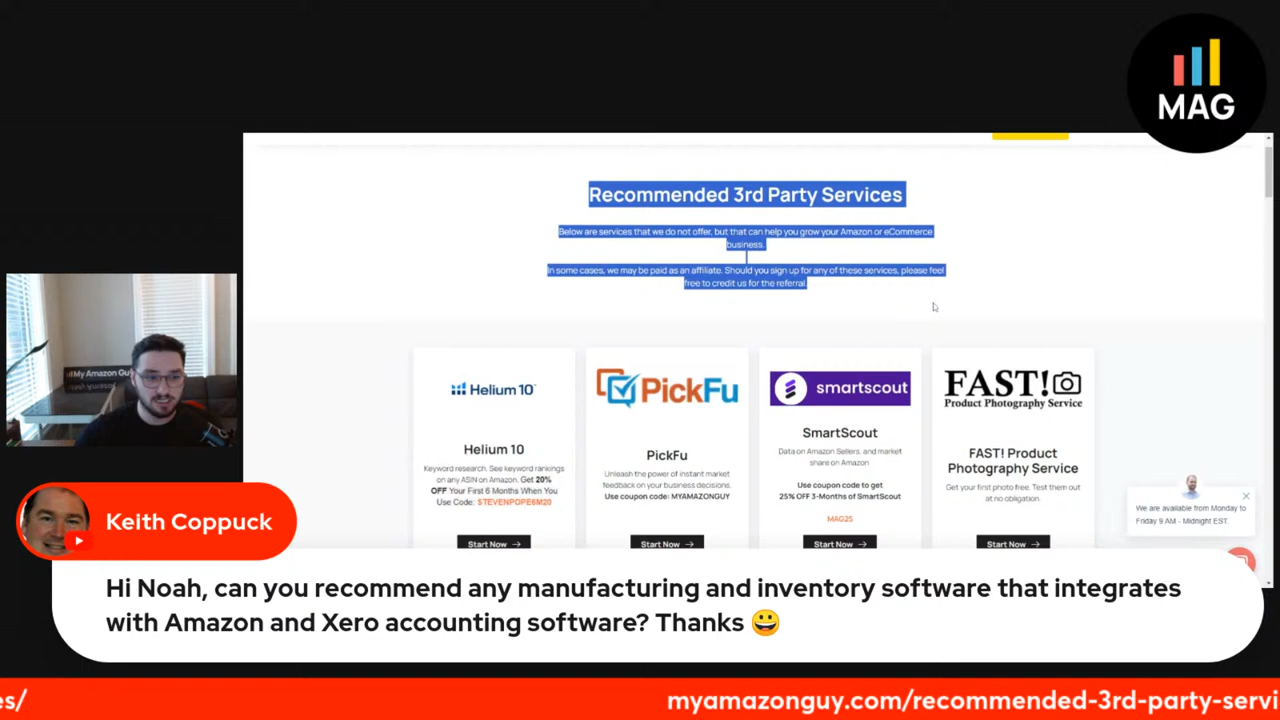 MAG
Recommended 3rd Party Services
Below are services that we do not offer, but that can help you grow your Amazon or eCommerce
business.
In some cases, we may be paid as an affiliate. Should you sign up for any of these services, please feel
free to credit us for the referral.
Helium 10
PickFu
smartscout
FAST!
Product Photography Service
Helium 10
Keyword research. See keyword rankings
on any ASIN on Amazon. Get 20%
OFF Your First 6 Months When You
Use Code: STEVENPOPE6M20
Start Now →
PickFu
Unleash the power of instant market
feedback on your business decisions.
Use coupon code: MYAMAZONGUY
Start Now →
SmartScout
Data on Amazon Sellers, and market
share on Amazon.
Use coupon code to get
25% OFF 3-Months of SmartScout
MAG25
Start Now →
FAST! Product
Photography Service
Get your first photo free. Test them out
at no obligation.
Start Now →
We are available from Monday to
Friday 9 AM - Midnight EST.
My Amazon Gu
Keith Coppuck
Hi Noah, can you recommend any manufacturing and inventory software that integrates
with Amazon and Xero accounting software? Thanks 😀
es/
myamazonguy.com/recommended-3rd-party-servi